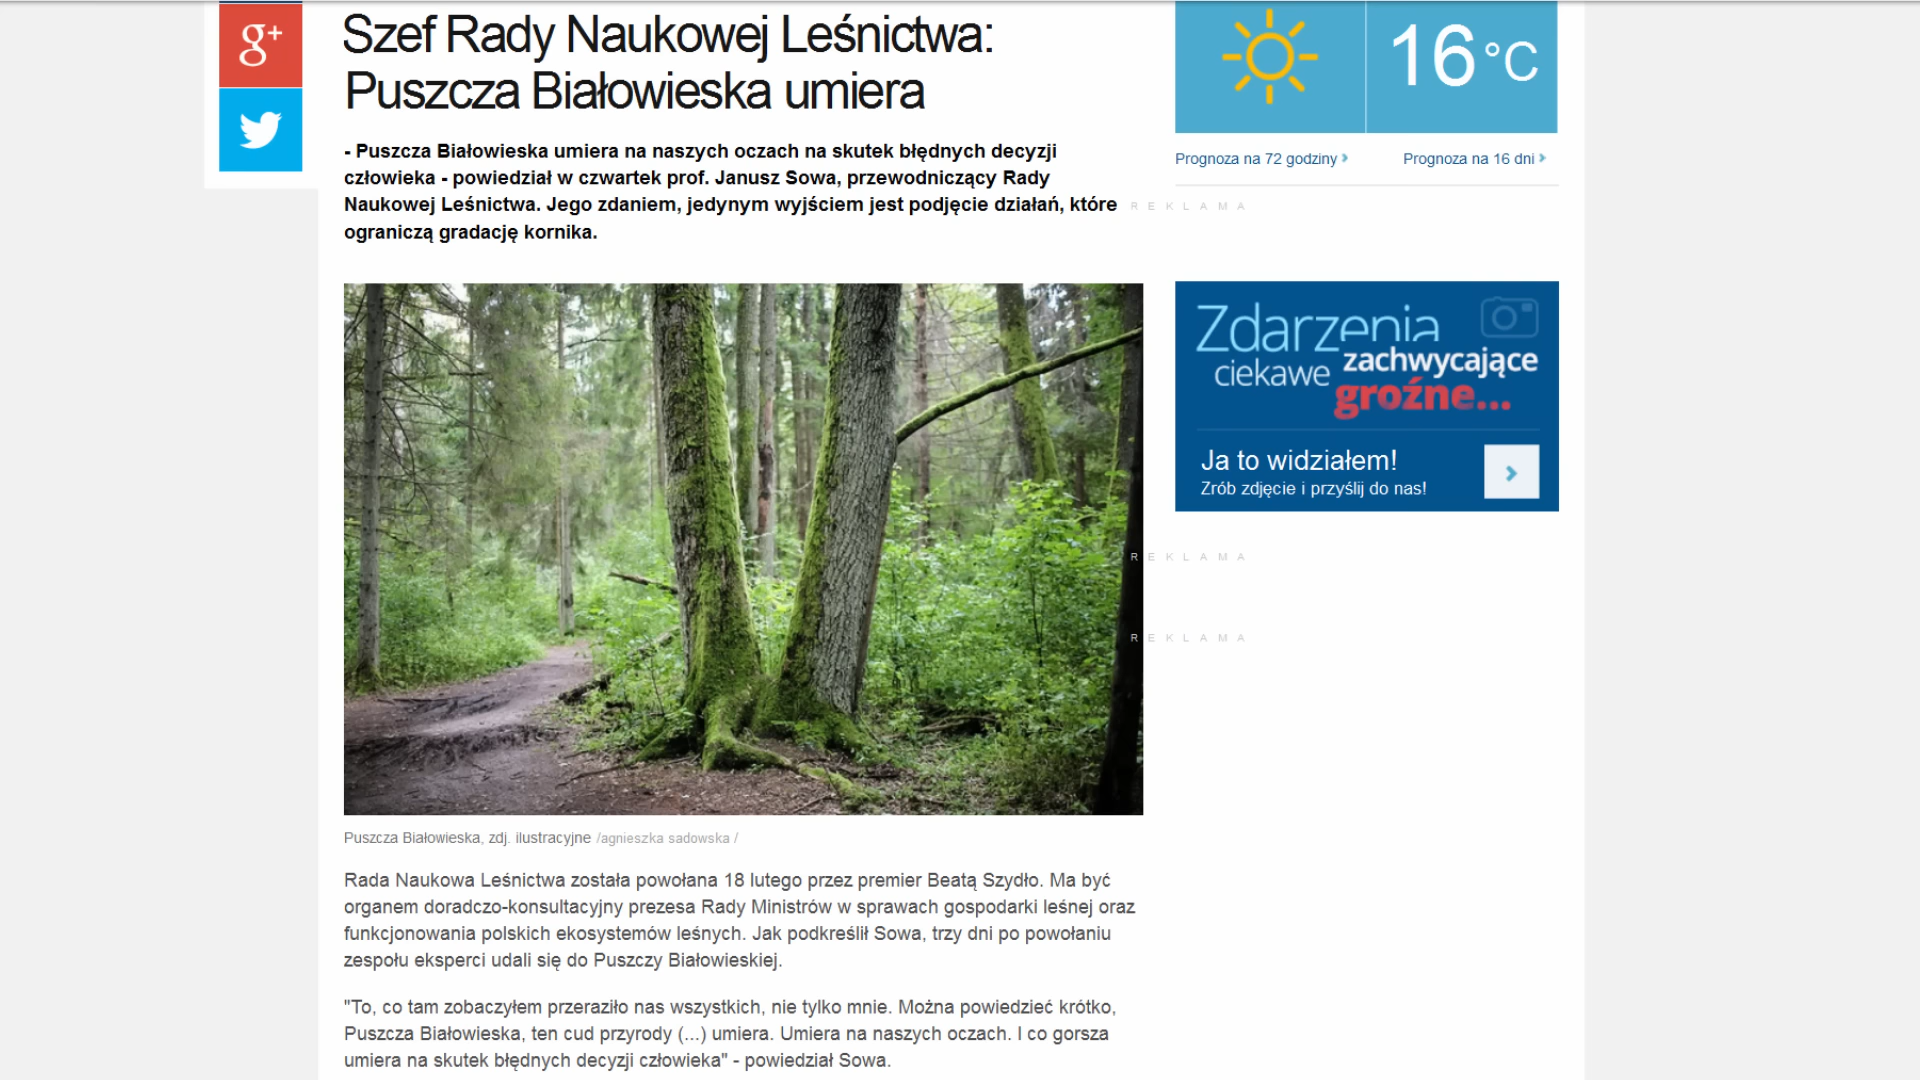 g+
Szef Rady Naukowej Leśnictwa:
Puszcza Białowieska umiera
- Puszcza Białowieska umiera na naszych oczach na skutek błędnych decyzji
człowieka - powiedział w czwartek prof. Janusz Sowa, przewodniczący Rady
Naukowej Leśnictwa. Jego zdaniem, jedynym wyjściem jest podjęcie działań, które
ograniczą gradację kornika.
Puszcza Białowieska, zdj. ilustracyjne /agnieszka sadowska /
Rada Naukowa Leśnictwa została powołana 18 lutego przez premier Beatą Szydło. Ma być
organem doradczo-konsultacyjny prezesa Rady Ministrów w sprawach gospodarki leśnej oraz
funkcjonowania polskich ekosystemów leśnych. Jak podkreślił Sowa, trzy dni po powołaniu
zespołu eksperci udali się do Puszczy Białowieskiej.
"To, co tam zobaczyłem przeraziło nas wszystkich, nie tylko mnie. Można powiedzieć krótko,
Puszcza Białowieska, ten cud przyrody (...) umiera. Umiera na naszych oczach. I co gorsza
umiera na skutek błędnych decyzji człowieka" - powiedział Sowa.
16 °C
Prognoza na 72 godziny Prognoza na 16 dni
REKLAMA
Zdarzenia
ciekawe zachwycające
groźne...
Ja to widziałem!
Zrób zdjęcie i przyślij do nas!
REKLAMA
REKLAMA